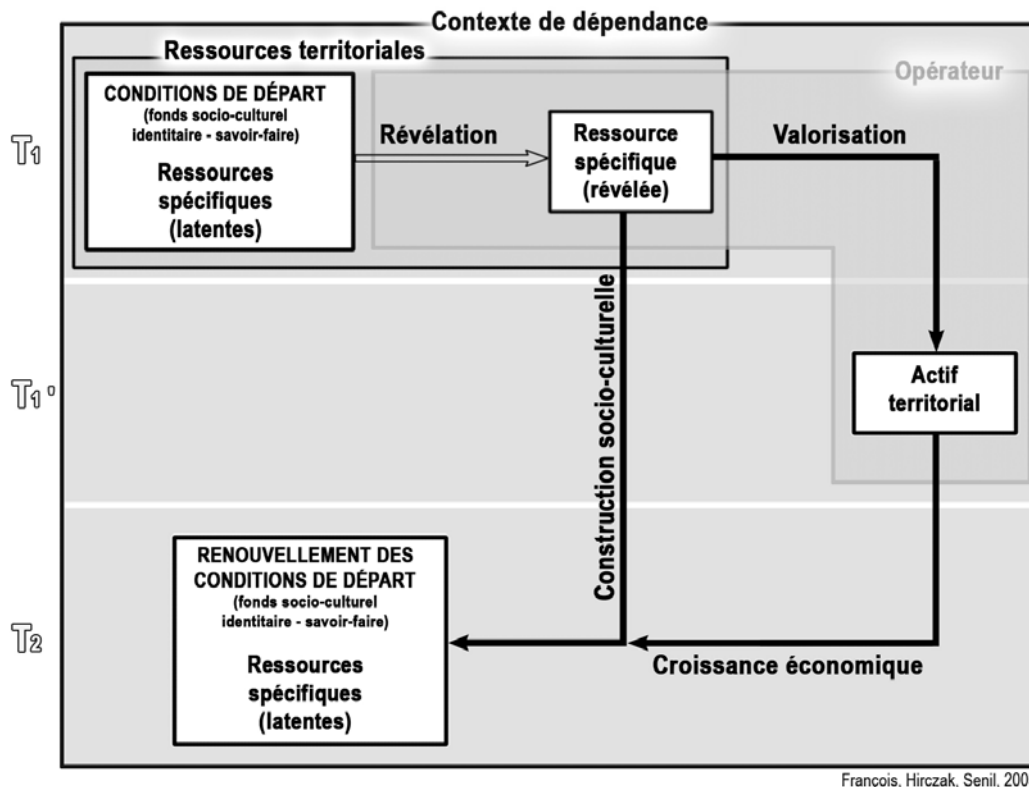 Contexte de dépendance
Ressources territoriales
Opérateur
CONDITIONS DE DÉPART
(fonds socio-culturel
identitaire - savoir-faire)
Ressources
spécifiques
(latentes)
Révélation
Ressource
spécifique
(révélée)
Valorisation
T1
Construction socio-culturelle
T1'
Actif
territorial
RENOUVELLEMENT DES
CONDITIONS DE DÉPART
(fonds socio-culturel
identitaire - savoir-faire)
Ressources
spécifiques
(latentes)
T2
Croissance économique
François, Hirczak, Senil, 200